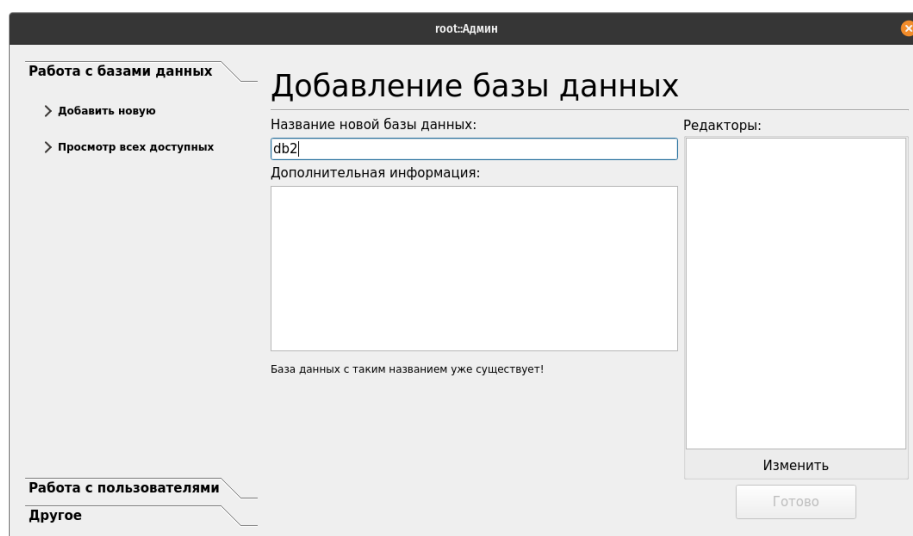 root::Админ
Работа с базами данных
Добавить новую
Просмотр всех доступных
Работа с пользователями
Другое
Добавление базы данных
Название новой базы данных:
db2
Дополнительная информация:
База данных с таким названием уже существует!
Редакторы:
Изменить
Готово